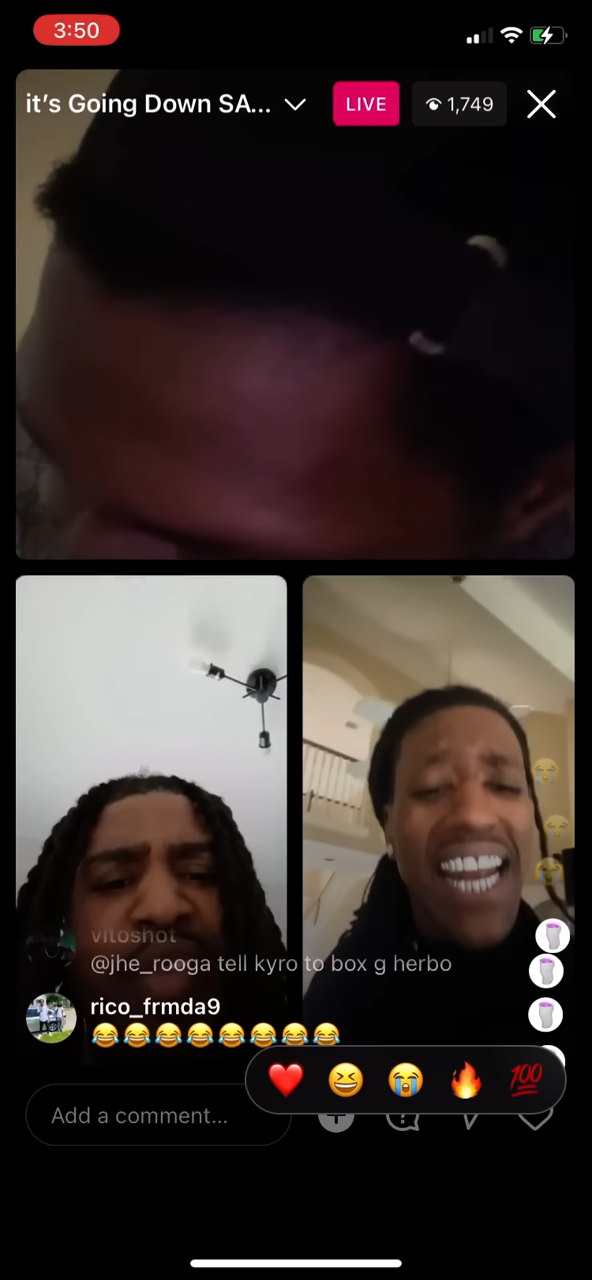 3:50
it's Going Down SA...
LIVE
1,749
vitoshot
@jhe_rooga tell kyro to box g herbo
rico_frmda9
😂😂😂😂😂😂😂😂
Add a comment...
❤️😆😭🔥💯